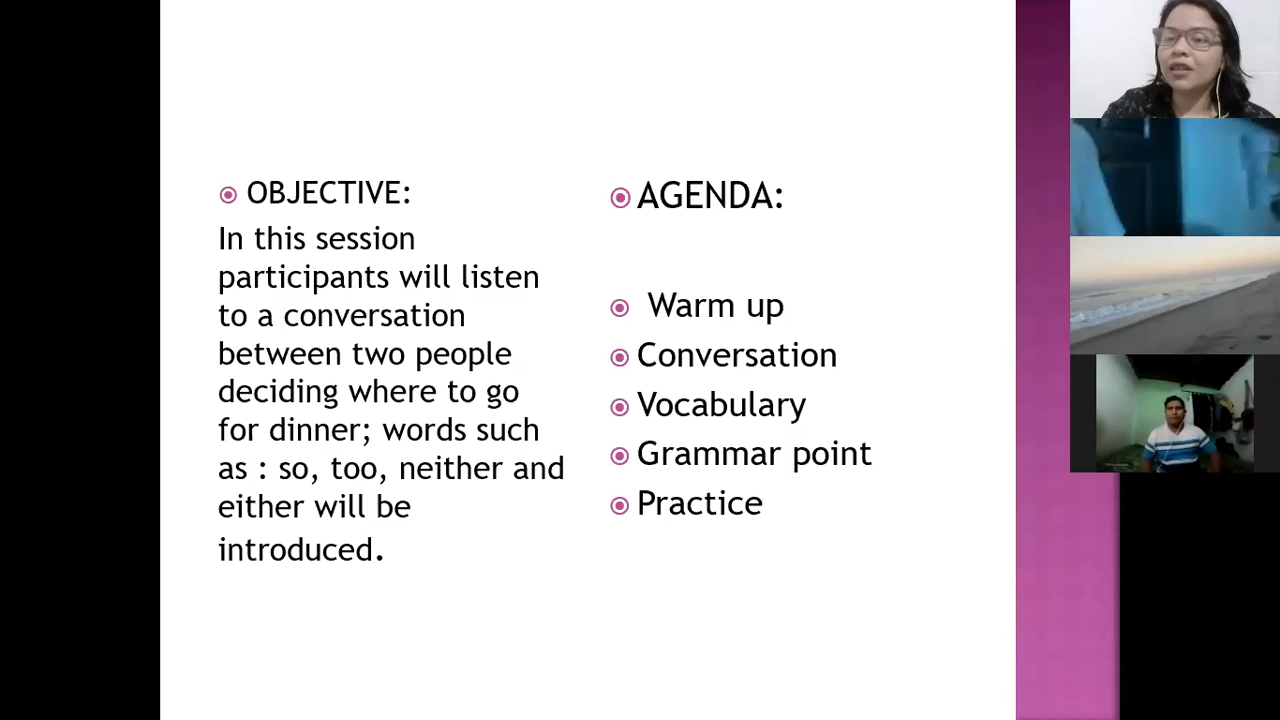 OBJECTIVE:
In this session
participants will listen
to a conversation
between two people
deciding where to go
for dinner; words such
as : so, too, neither and
either will be
introduced.
AGENDA:
Warm up
Conversation
Vocabulary
Grammar point
Practice